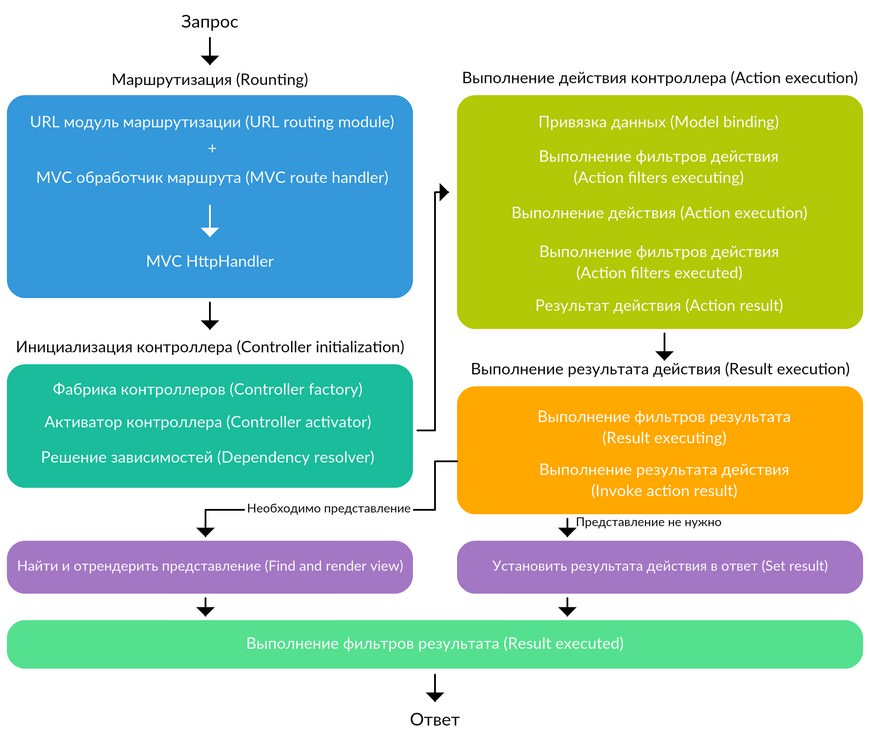 Запрос
Маршрутизация (Rounting)
URL модуль маршрутизации (URL routing module)
+
MVC обработчик маршрута (MVC route handler)
MVC HttpHandler
Инициализация контроллера (Controller initialization)
Фабрика контроллеров (Controller factory)
Активатор контроллера (Controller activator)
Решение зависимостей (Dependency resolver)
Выполнение действия контроллера (Action execution)
Привязка данных (Model binding)
Выполнение фильтров действия
(Action filters executing)
Выполнение действия (Action execution)
Выполнение фильтров действия
(Action filters executed)
Результат действия (Action result)
Выполнение результата действия (Result execution)
Выполнение фильтров результата
(Result executing)
Выполнение результата действия
(Invoke action result)
Необходимо представление
Представление не нужно
Найти и отрендерить представление (Find and render view)
Установить результата действия в ответ (Set result)
Выполнение фильтров результата (Result executed)
Ответ